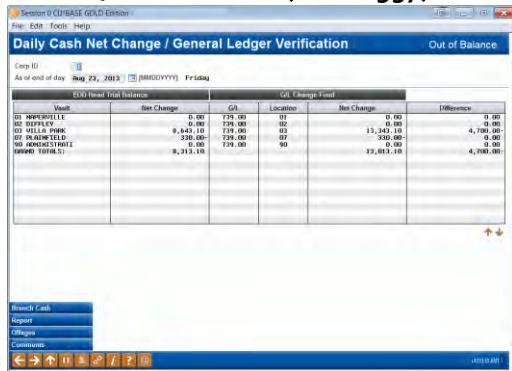 Session 0 CU*BASE GOLD Edition
File Edit Tools Help
Daily Cash Net Change / General Ledger Verification Out of Balance
Corp ID
As of end of day Aug 23, 2013 [MMDDYYYY] Friday
EOD Head Trial Balance G/L Change Fund
Vault Net Change G/L Location Net Change Difference
01 NAPERVILLE 0.00 739.00 01 0.00 0.00
02 0.00 739.00 02 0.00 0.00
03 VILLA PARK 8,643.10 739.00 03 13,343.10 4,700.00-
07 PLAINFIELD 330.00- 739.00 07 330.00- 0.00
90 ADMINISTRATI 0.00 739.00 90 0.00 0.00
GRAND TOTALS: 8,313.10 13,013.10 4,700.00-
Branch Cash
Report
Offages
Comments